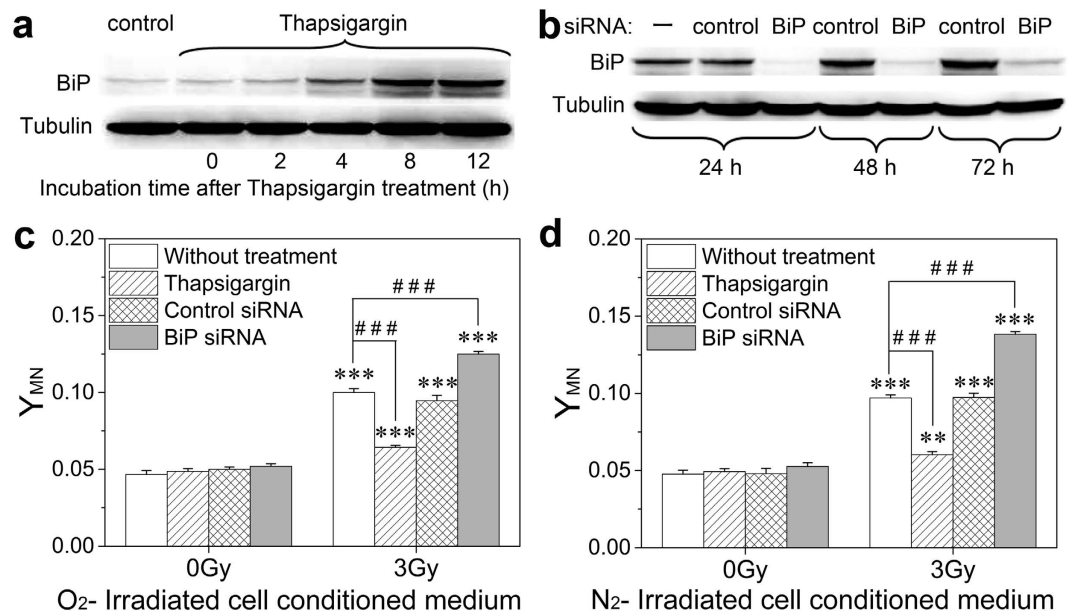 a
control Thapsigargin
BiP
Tubulin
0 2 4 8 12
Incubation time after Thapsigargin treatment (h)
b
siRNA: — control BiP control BiP control BiP
BiP
Tubulin
24 h 48 h 72 h
c
0.20
0.15
0.10
0.05
0.00
YMN
Without treatment
Thapsigargin
Control siRNA
BiP siRNA
# # #
# # #
***
***
***
***
0Gy 3Gy
O2- Irradiated cell conditioned medium
d
0.20
0.15
0.10
0.05
0.00
YMN
Without treatment
Thapsigargin
Control siRNA
BiP siRNA
# # #
# # #
***
**
***
***
0Gy 3Gy
N2- Irradiated cell conditioned medium